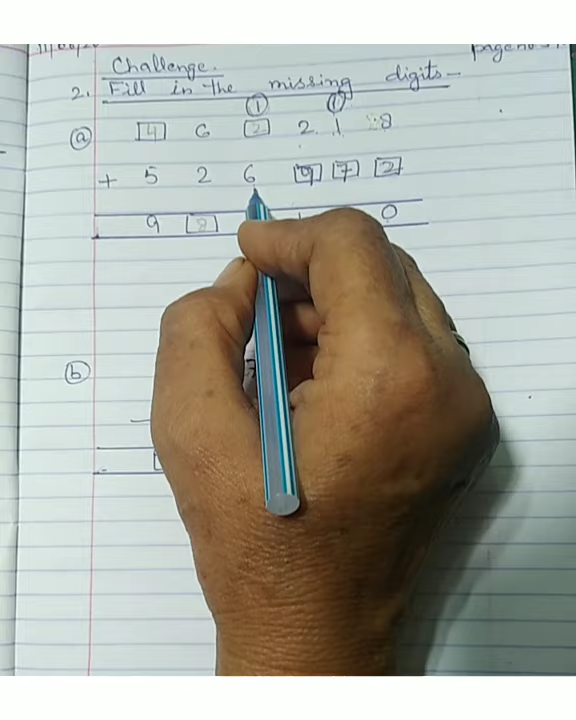 Challenge.
2. Fill in the missing digits-
① ①
ⓐ 4 6 2 2 1 8
+ 5 2 6 9 7 2
9 8 0
ⓑ